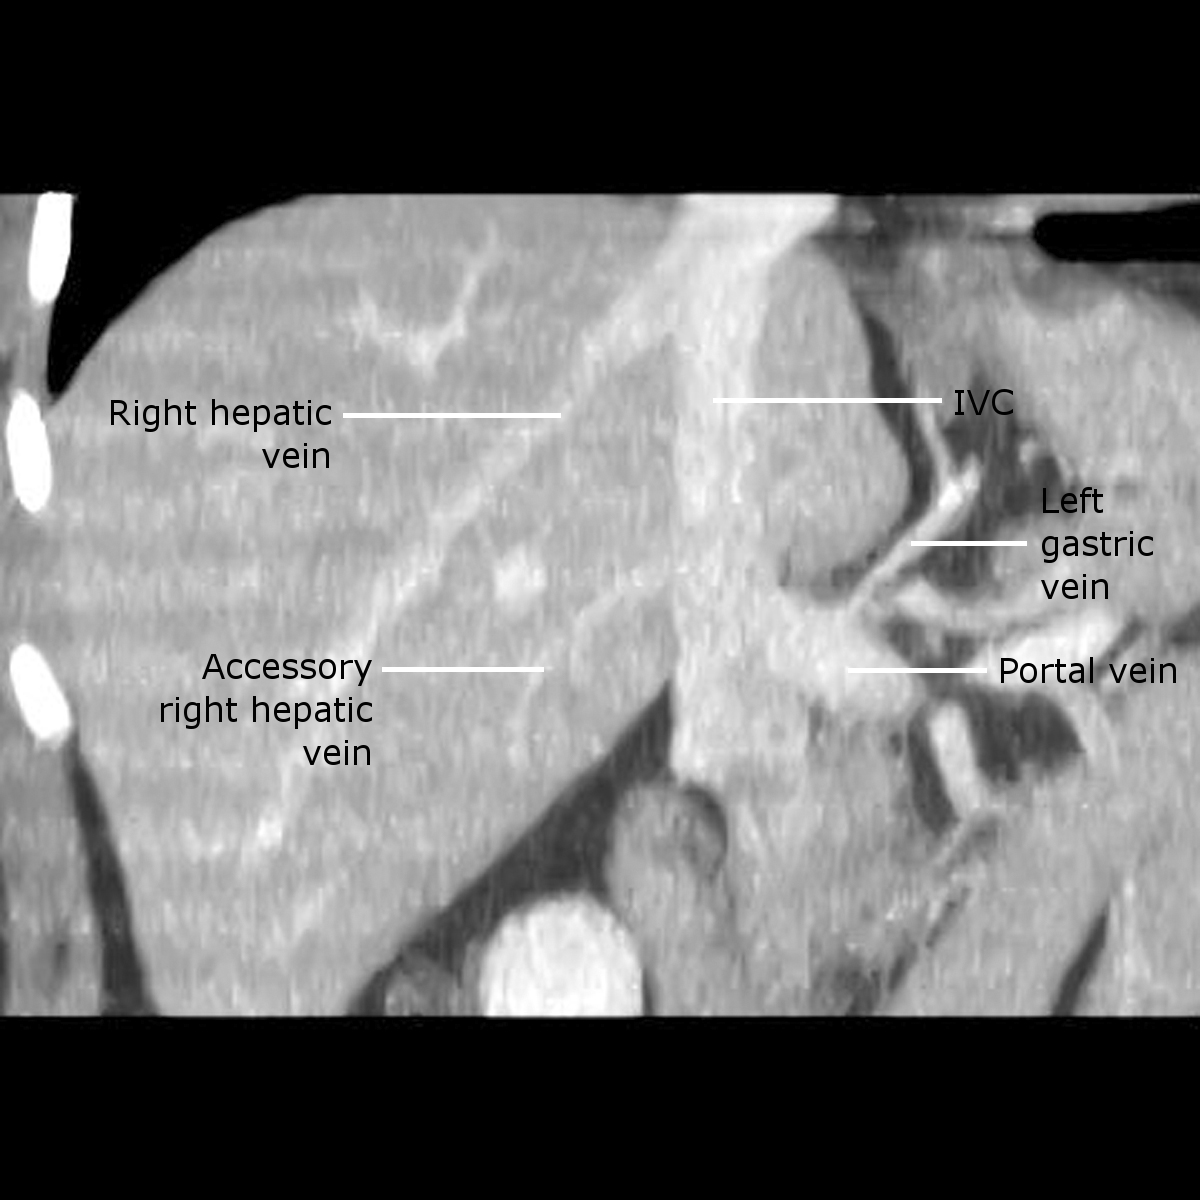 Right hepatic
vein
IVC
Left
gastric
vein
Accessory
right hepatic
vein
Portal vein